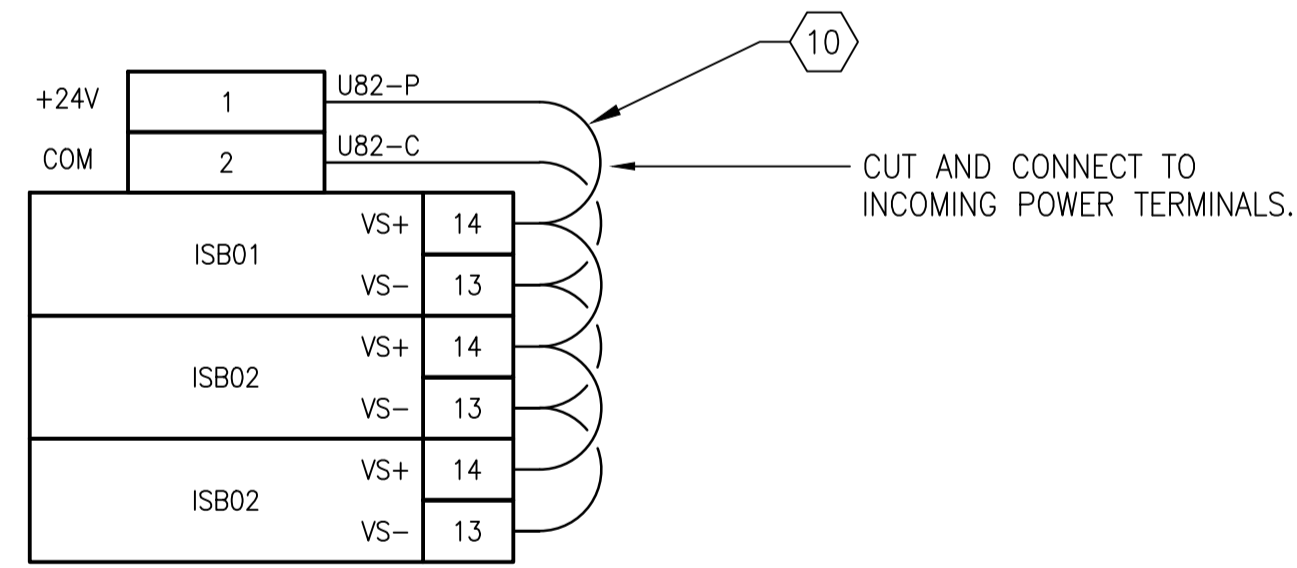 10
+24V 1 U82-P
COM 2 U82-C
CUT AND CONNECT TO
INCOMING POWER TERMINALS.
ISB01 VS+ 14
VS- 13
ISB02 VS+ 14
VS- 13
ISB02 VS+ 14
VS- 13